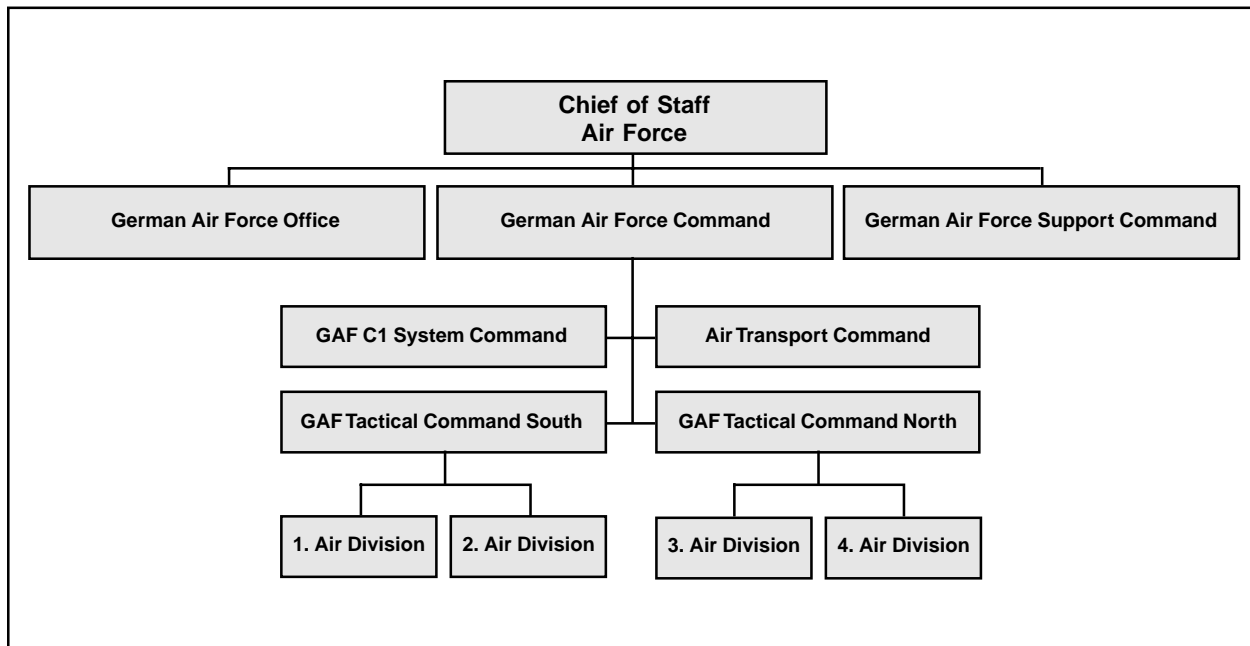 Chief of Staff
Air Force
German Air Force Office
German Air Force Command
German Air Force Support Command
GAF C1 System Command
Air Transport Command
GAF Tactical Command South
GAF Tactical Command North
1. Air Division
2. Air Division
3. Air Division
4. Air Division